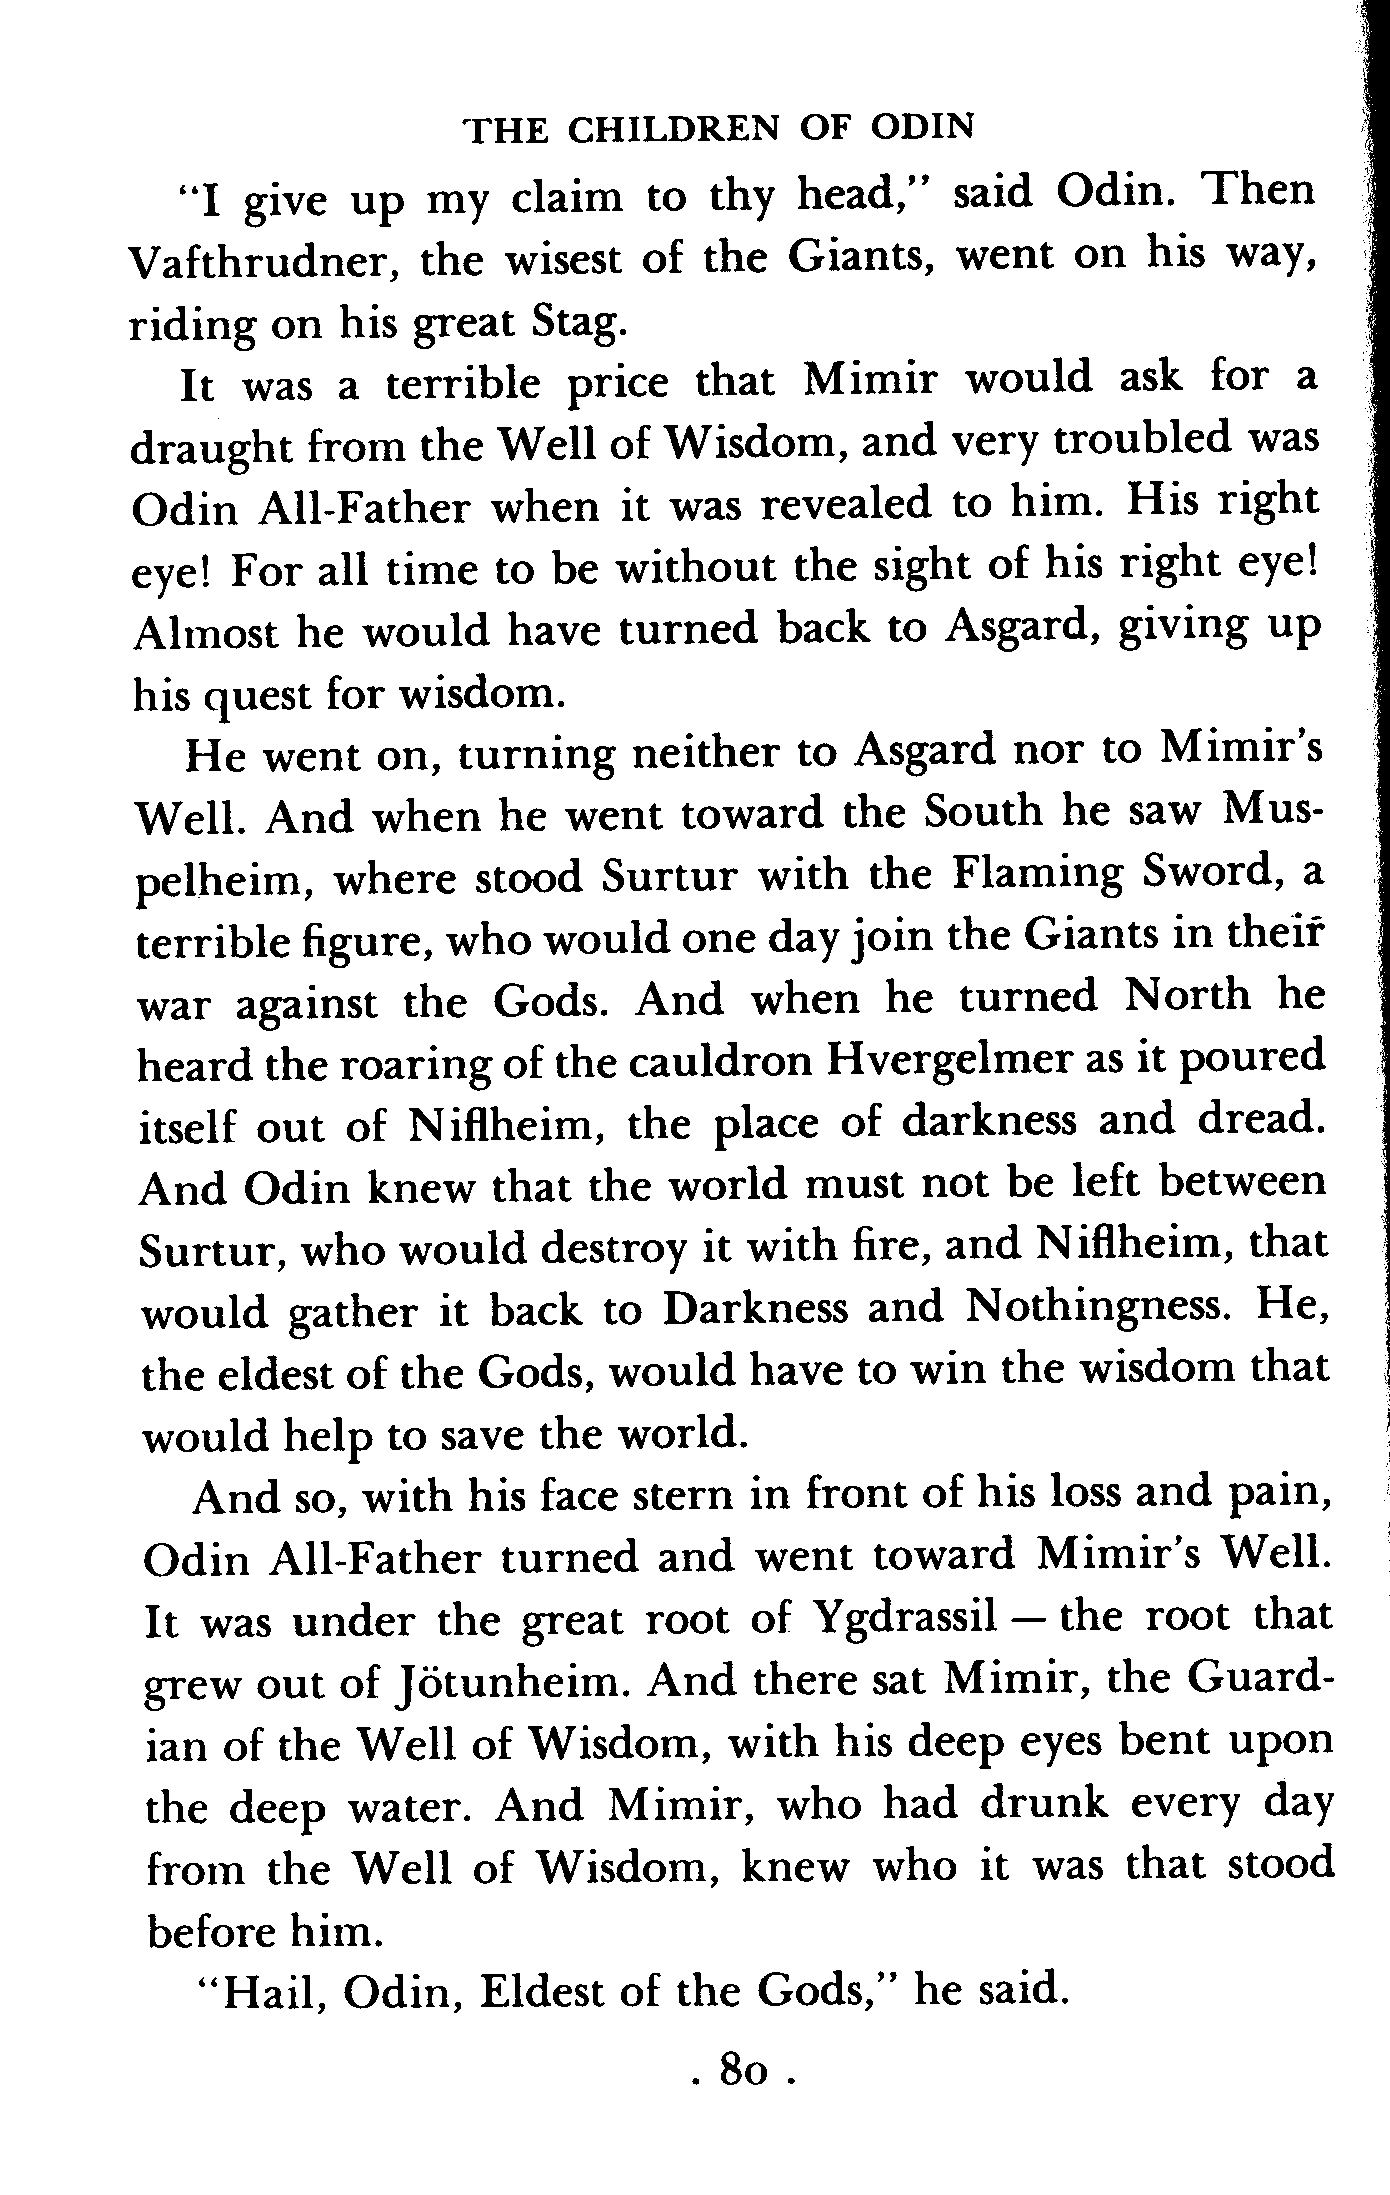 THE CHILDREN OF ODIN
“I give up my claim to thy head,” said Odin. Then
Vafthrudner, the wisest of the Giants, went on his way,
riding on his great Stag.
It was a terrible price that Mimir would ask for a
draught from the Well of Wisdom, and very troubled was
Odin All-Father when it was revealed to him. His right
eye! For all time to be without the sight of his right eye!
Almost he would have turned back to Asgard, giving up
his quest for wisdom.
He went on, turning neither to Asgard nor to Mimir's
Well. And when he went toward the South he saw Mus-
pelheim, where stood Surtur with the Flaming Sword, a
terrible figure, who would one day join the Giants in their
war against the Gods. And when he turned North he
heard the roaring of the cauldron Hvergelmer as it poured
itself out of Niflheim, the place of darkness and dread.
And Odin knew that the world must not be left between
Surtur, who would destroy it with fire, and Niflheim, that
would gather it back to Darkness and Nothingness. He,
the eldest of the Gods, would have to win the wisdom that
would help to save the world.
And so, with his face stern in front of his loss and pain,
Odin All-Father turned and went toward Mimir's Well.
It was under the great root of Ygdrassil — the root that
grew out of Jötunheim. And there sat Mimir, the Guard-
ian of the Well of Wisdom, with his deep eyes bent upon
the deep water. And Mimir, who had drunk every day
from the Well of Wisdom, knew who it was that stood
before him.
“Hail, Odin, Eldest of the Gods,” he said.
. 80 .